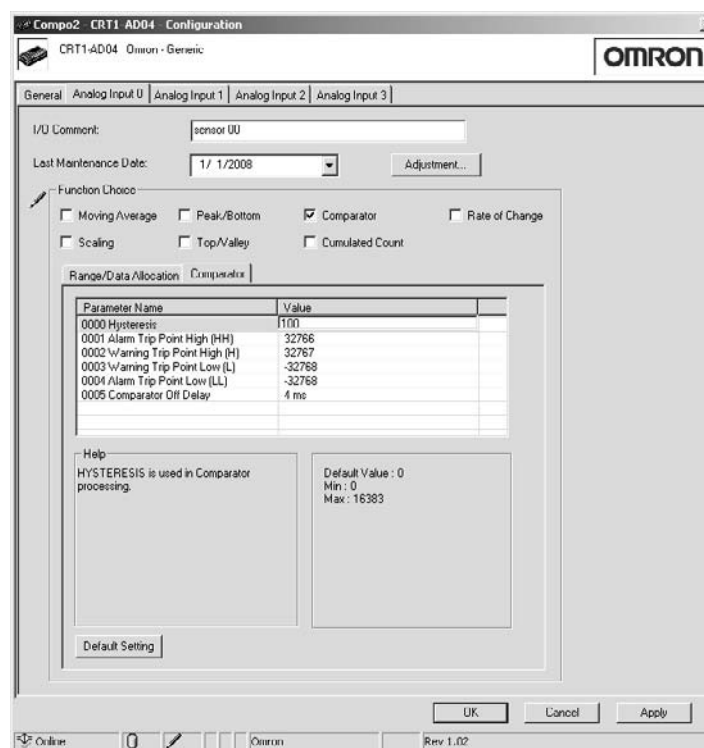 Compo2 - CRT1-AD04 - Configuration
CRT1-AD04 Omron - Generic
OMRON
General Analog Input 0 Analog Input 1 Analog Input 2 Analog Input 3
I/O Comment: sensor 00
Last Maintenance Date: 1/ 1/2008 Adjustment...
Function Choice
Moving Average Peak/Bottom Comparator Rate of Change
Scaling Top/Valley Cumulated Count
Range/Data Allocation Comparator
Parameter Name Value
0000 Hysteresis 100
0001 Alarm Trip Point High (HH) 32766
0002 Warning Trip Point High (H) 32767
0003 Warning Trip Point Low (L) -32768
0004 Alarm Trip Point Low (LL) -32768
0005 Comparator Off Delay 4 ms
Help
HYSTERESIS is used in Comparator
processing.
Default Value : 0
Min : 0
Max : 16383
Default Setting
OK Cancel Apply
Online Omron Rev 1.02